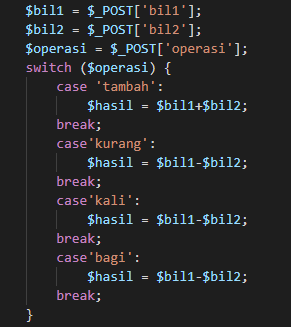 $bil1 = $_POST['bil1'];
$bil2 = $_POST['bil2'];
$operasi = $_POST['operasi'];
switch ($operasi) {
case 'tambah':
$hasil = $bil1+$bil2;
break;
case'kurang':
$hasil = $bil1-$bil2;
break;
case'kali':
$hasil = $bil1-$bil2;
break;
case'bagi':
$hasil = $bil1-$bil2;
break;
}